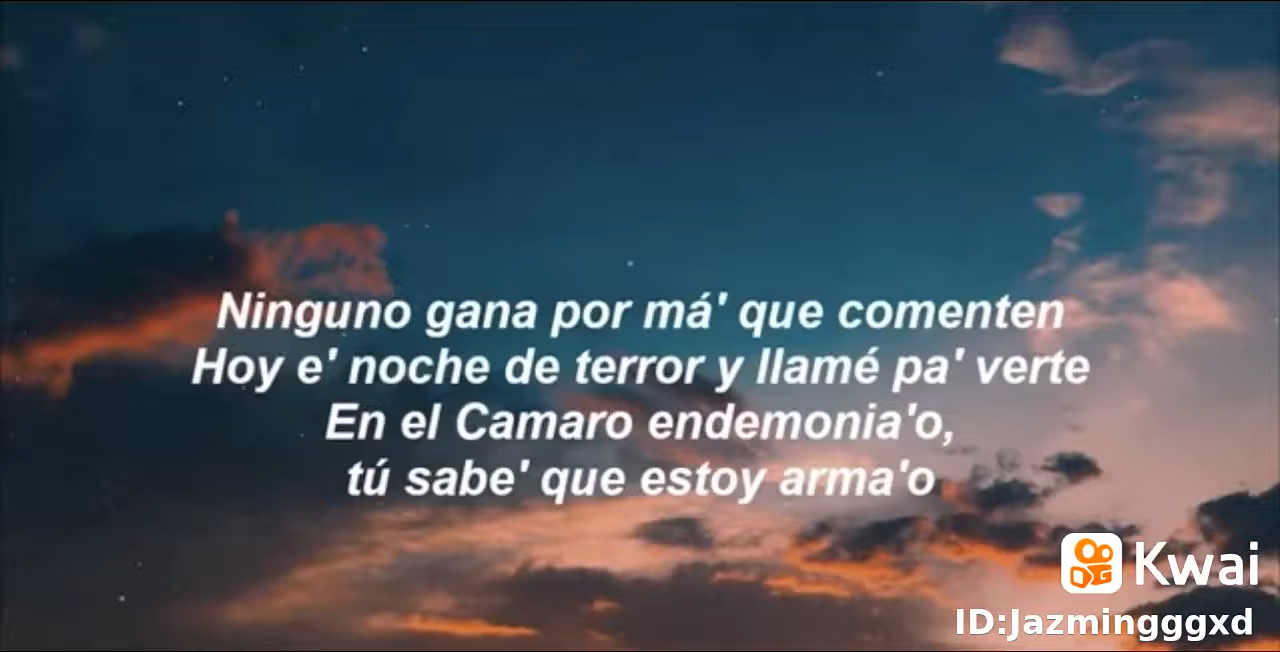 Ninguno gana por má' que comenten
Hoy e' noche de terror y llamé pa' verte
En el Camaro endemonia'o,
tú sabe' que estoy arma'o
Kwai
ID:Jazmingggxd